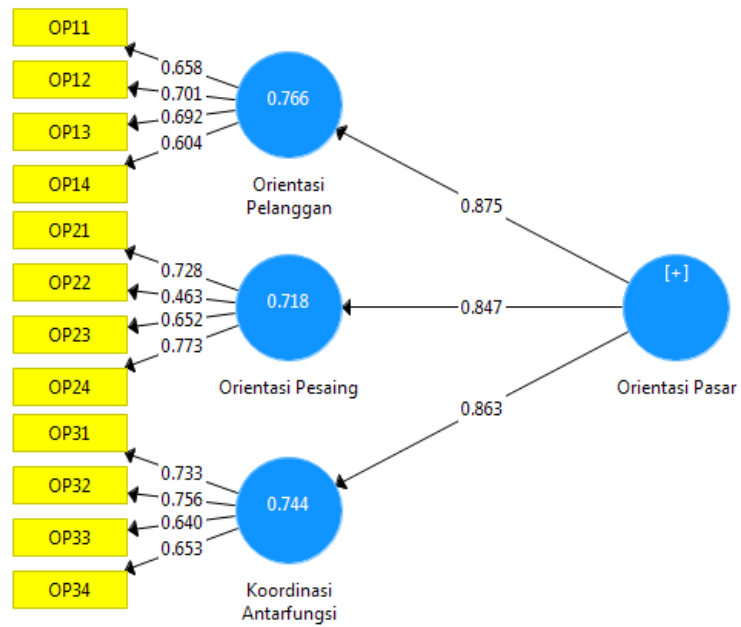 OP11
OP12
OP13
OP14
0.658
0.701
0.692
0.604
0.766
Orientasi
Pelanggan
OP21
OP22
OP23
OP24
0.728
0.463
0.652
0.773
0.718
Orientasi Pesaing
OP31
OP32
OP33
OP34
0.733
0.756
0.640
0.653
0.744
Koordinasi
Antarfungsi
0.875
0.847
0.863
[+]
Orientasi Pasar